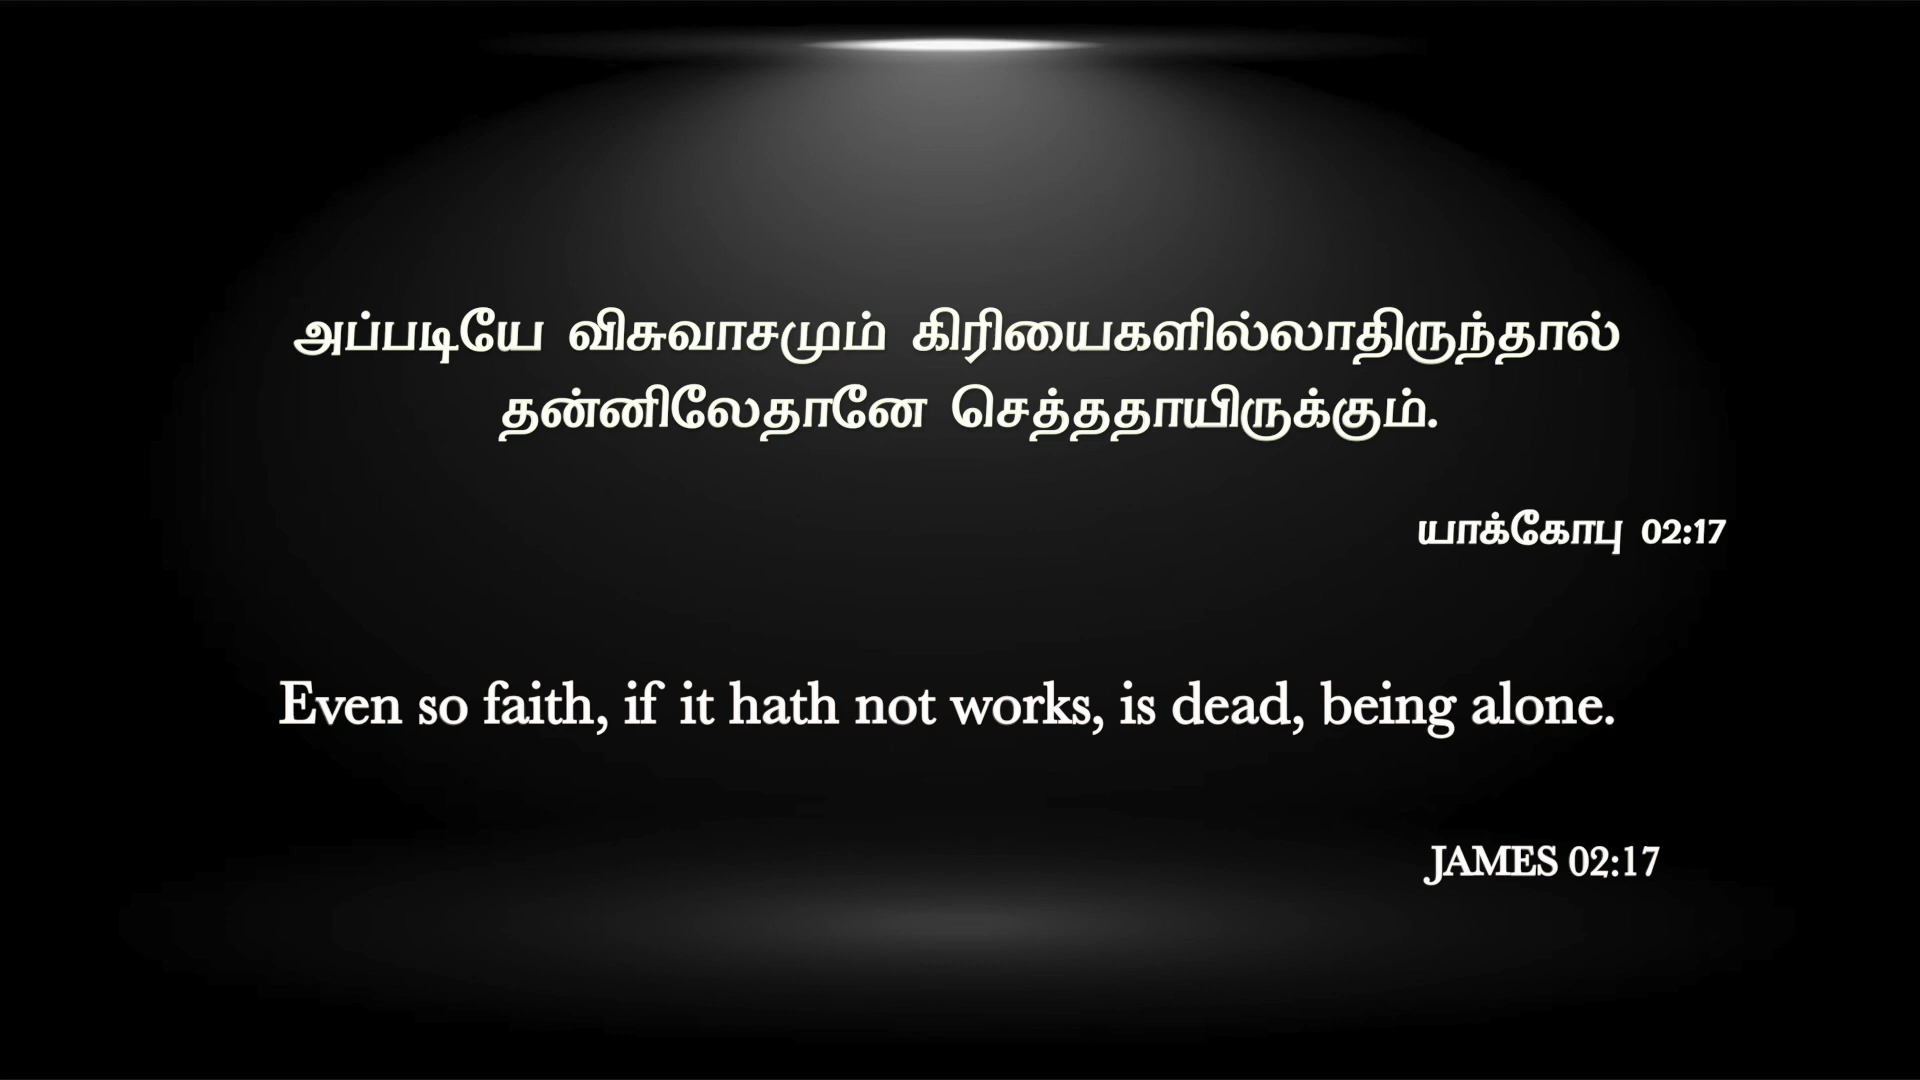 அப்படியே விசுவாசமும் கிரியைகளில்லாதிருந்தால்
தன்னிலேதானே செத்ததாயிருக்கும்.
யாக்கோபு 02:17
Even so faith, if it hath not works, is dead, being alone.
JAMES 02:17